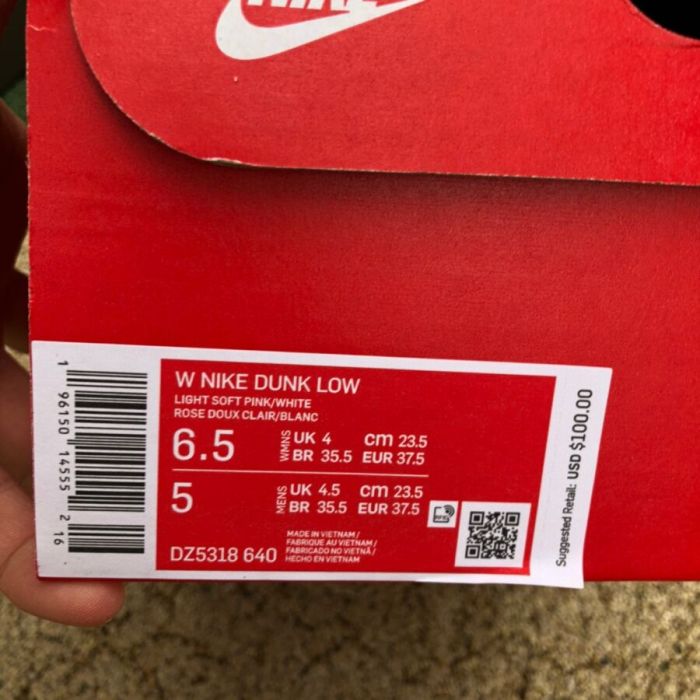 NIKE
W NIKE DUNK LOW
LIGHT SOFT PINK/WHITE
ROSE DOUX CLAIR/BLANC
6.5 WMNS UK 4 cm 23.5
BR 35.5 EUR 37.5
5 MENS UK 4.5 cm 23.5
BR 35.5 EUR 37.5
DZ5318 640
MADE IN VIETNAM /
FABRIQUE AU VIETNAM /
FABRICADO NO VIETNÃ /
HECHO EN VIETNAM
1 96150 14555 2 16
Suggested Retail: USD $100.00